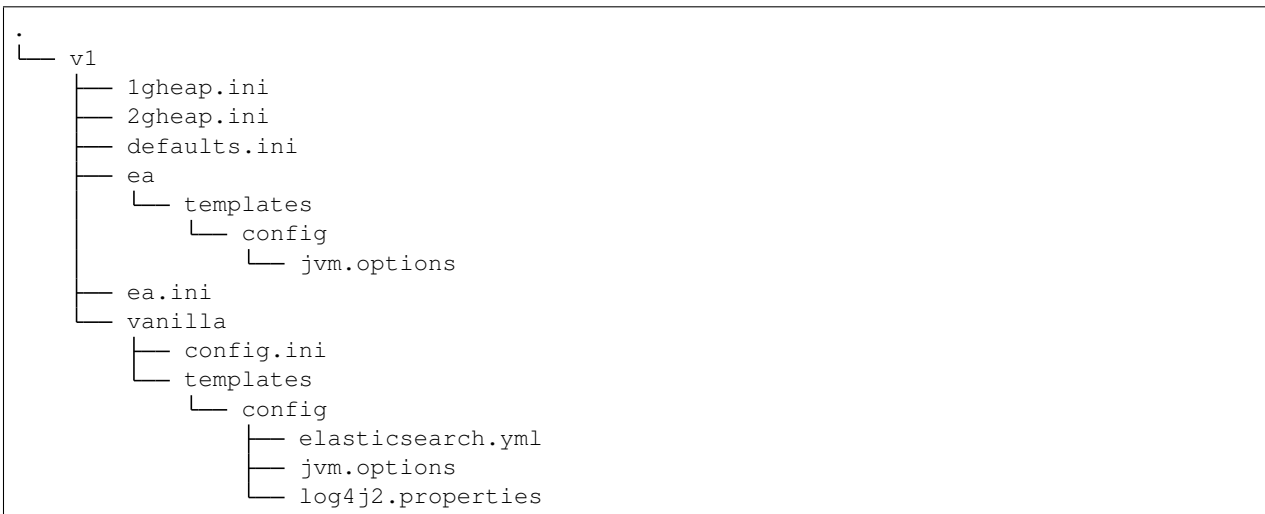 .
└── v1
    ├── 1gheap.ini
    ├── 2gheap.ini
    ├── defaults.ini
    ├── ea
    │   └── templates
    │       └── config
    │           └── jvm.options
    ├── ea.ini
    └── vanilla
        ├── config.ini
        └── templates
            └── config
                ├── elasticsearch.yml
                ├── jvm.options
                └── log4j2.properties